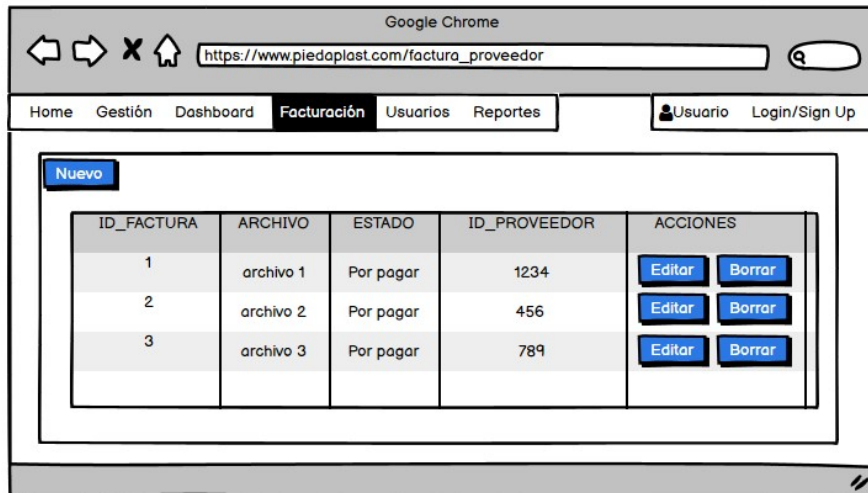 Google Chrome
https://www.piedaplast.com/factura_proveedor
Home Gestión Dashboard Facturación Usuarios Reportes Usuario Login/Sign Up
Nuevo
ID_FACTURA ARCHIVO ESTADO ID_PROVEEDOR ACCIONES
1 archivo 1 Por pagar 1234 Editar Borrar
2 archivo 2 Por pagar 456 Editar Borrar
3 archivo 3 Por pagar 789 Editar Borrar